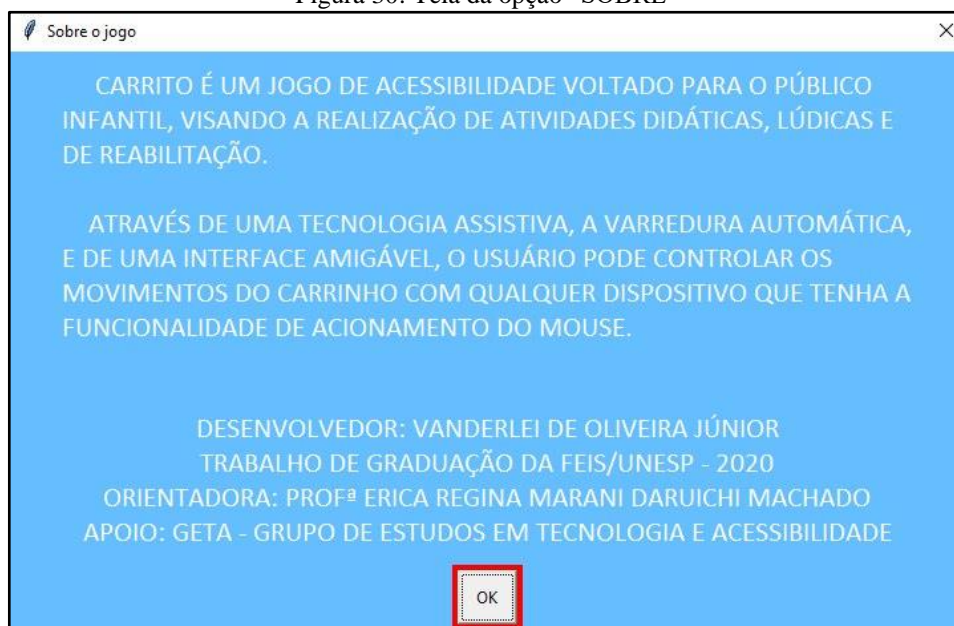 Figura 30: Tela da opção "SOBRE"
Sobre o jogo
CARRITO É UM JOGO DE ACESSIBILIDADE VOLTADO PARA O PÚBLICO
INFANTIL, VISANDO A REALIZAÇÃO DE ATIVIDADES DIDÁTICAS, LÚDICAS E
DE REABILITAÇÃO.
ATRAVÉS DE UMA TECNOLOGIA ASSISTIVA, A VARREDURA AUTOMÁTICA,
E DE UMA INTERFACE AMIGÁVEL, O USUÁRIO PODE CONTROLAR OS
MOVIMENTOS DO CARRINHO COM QUALQUER DISPOSITIVO QUE TENHA A
FUNCIONALIDADE DE ACIONAMENTO DO MOUSE.
DESENVOLVEDOR: VANDERLEI DE OLIVEIRA JÚNIOR
TRABALHO DE GRADUAÇÃO DA FEIS/UNESP - 2020
ORIENTADORA: PROFª ERICA REGINA MARANI DARUICHI MACHADO
APOIO: GETA - GRUPO DE ESTUDOS EM TECNOLOGIA E ACESSIBILIDADE
OK